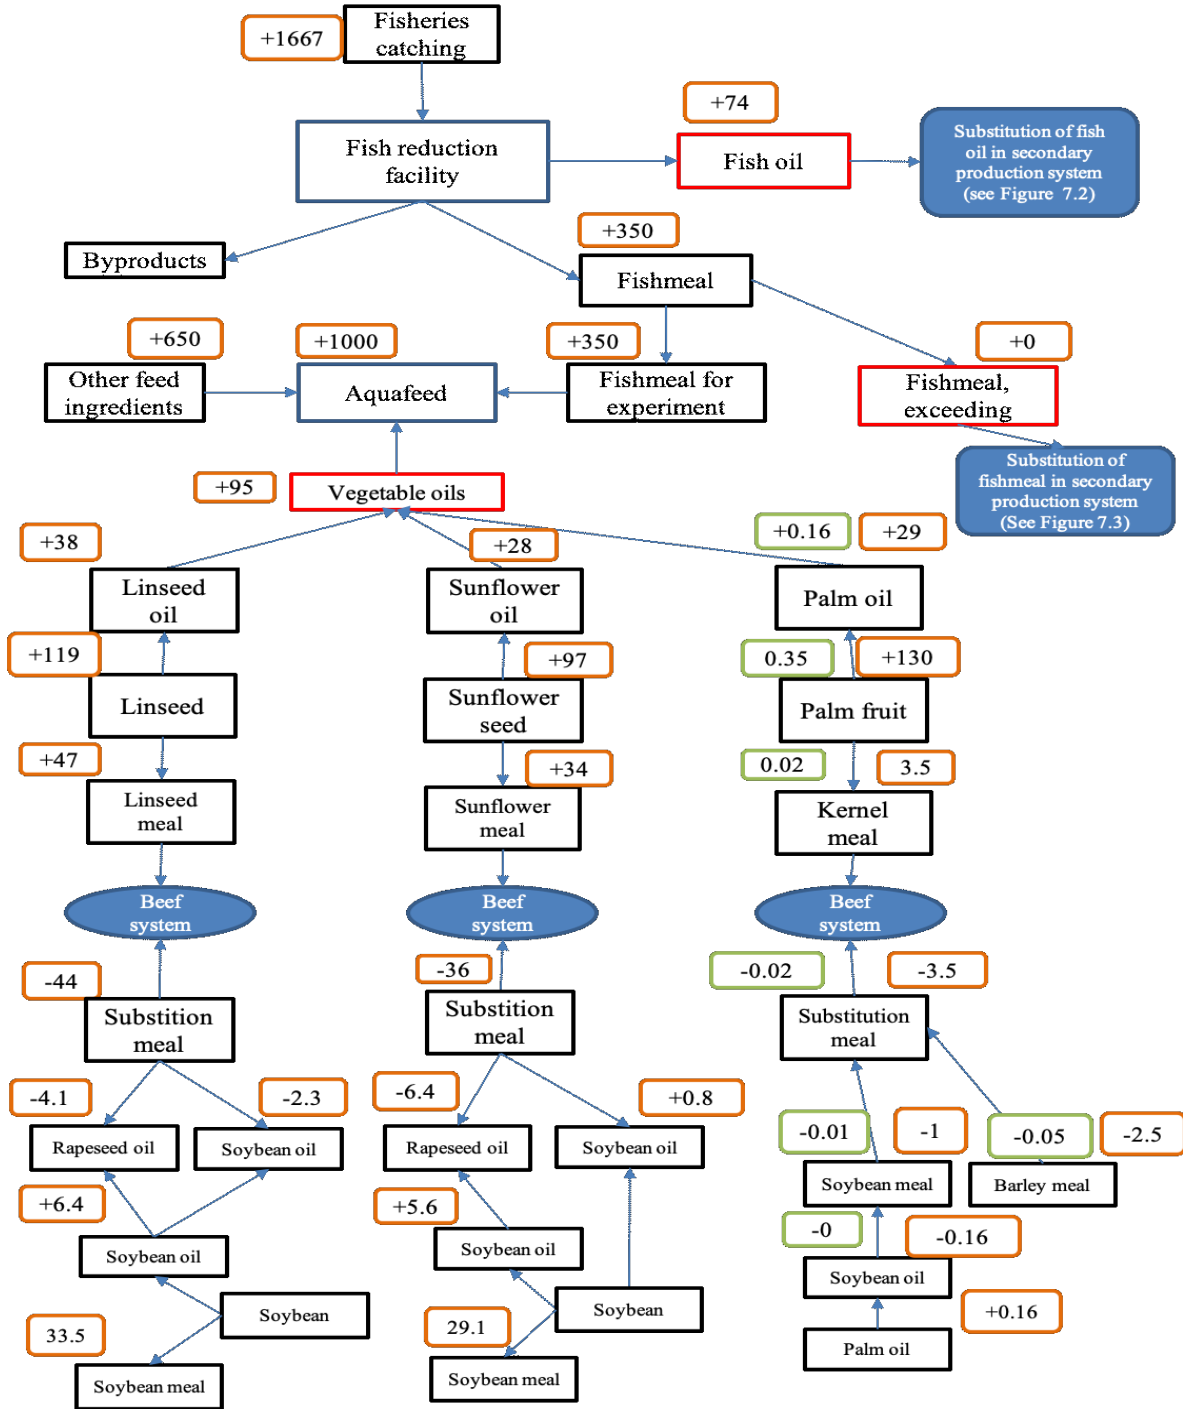 +1667
Fisheries
catching
+74
Fish reduction
facility
Fish oil
Substitution of fish
oil in secondary
production system
(see Figure 7.2)
+350
Byproducts
Fishmeal
+650
+1000
+350
+0
Other feed
ingredients
Aquafeed
Fishmeal for
experiment
Fishmeal,
exceeding
+95
Vegetable oils
Substitution of
fishmeal in secondary
production system
(See Figure 7.3)
+38
+28
+0.16
+29
Linseed
oil
Sunflower
oil
Palm oil
+119
+97
0.35
+130
Linseed
Sunflower
seed
Palm fruit
+47
+34
0.02
3.5
Linseed
meal
Sunflower
meal
Kernel
meal
Beef
system
Beef
system
Beef
system
-44
-36
-0.02
-3.5
Substition
meal
Substition
meal
Substitution
meal
-4.1
-2.3
-6.4
+0.8
-0.01
-1
-0.05
-2.5
Rapeseed oil
Soybean oil
Rapeseed oil
Soybean oil
Soybean meal
Barley meal
+6.4
+5.6
-0
-0.16
Soybean oil
Soybean oil
Soybean oil
33.5
Soybean
29.1
Soybean
+0.16
Palm oil
Soybean meal
Soybean meal